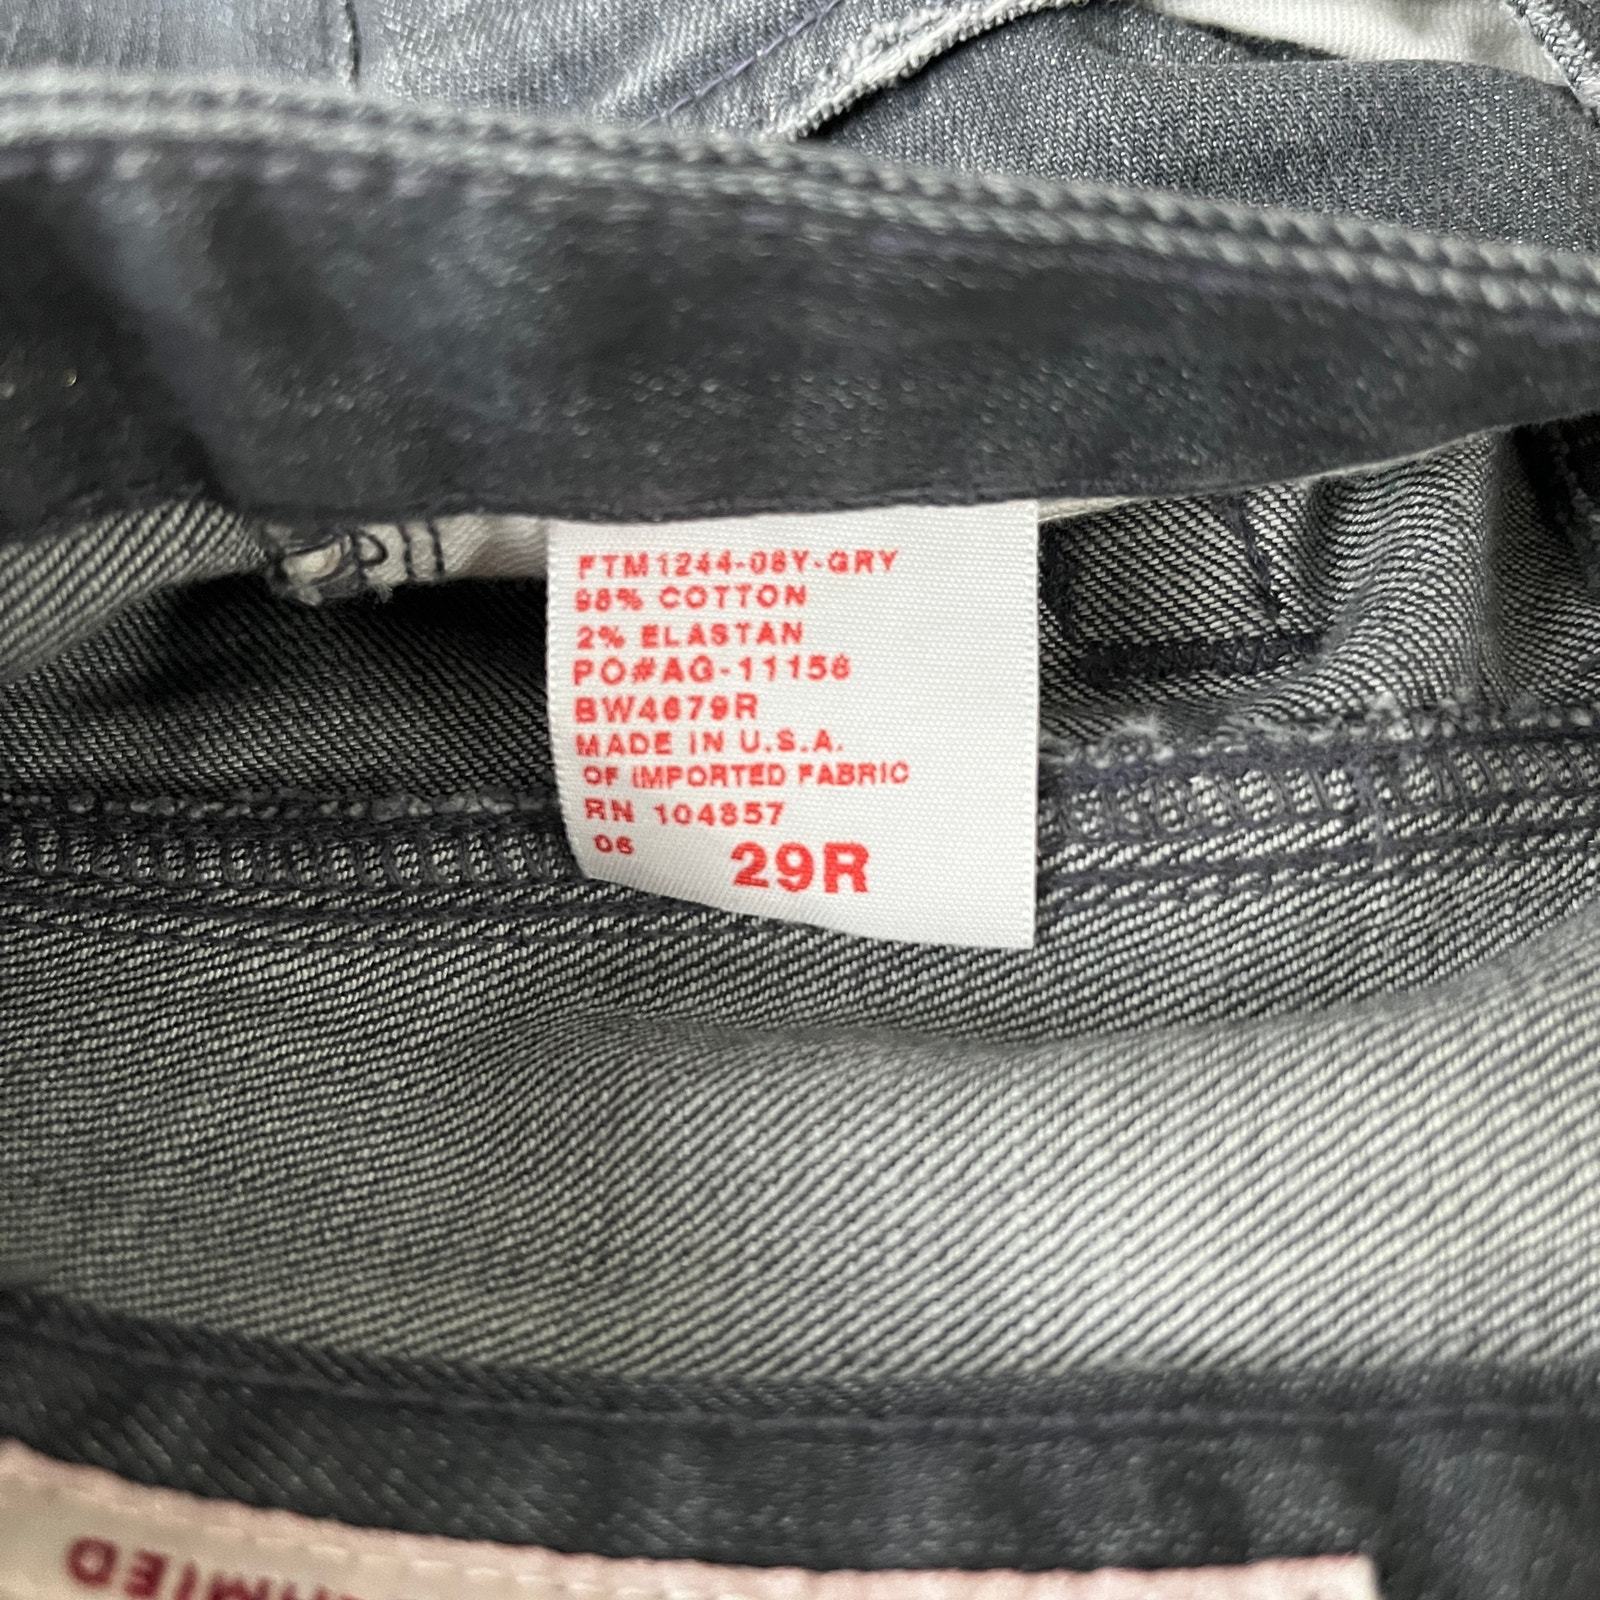 FTM1244-08Y-GRY
98% COTTON
2% ELASTAN
PO#AG-11156
BW4679R
MADE IN U.S.A.
OF IMPORTED FABRIC
RN 104857
06 29R